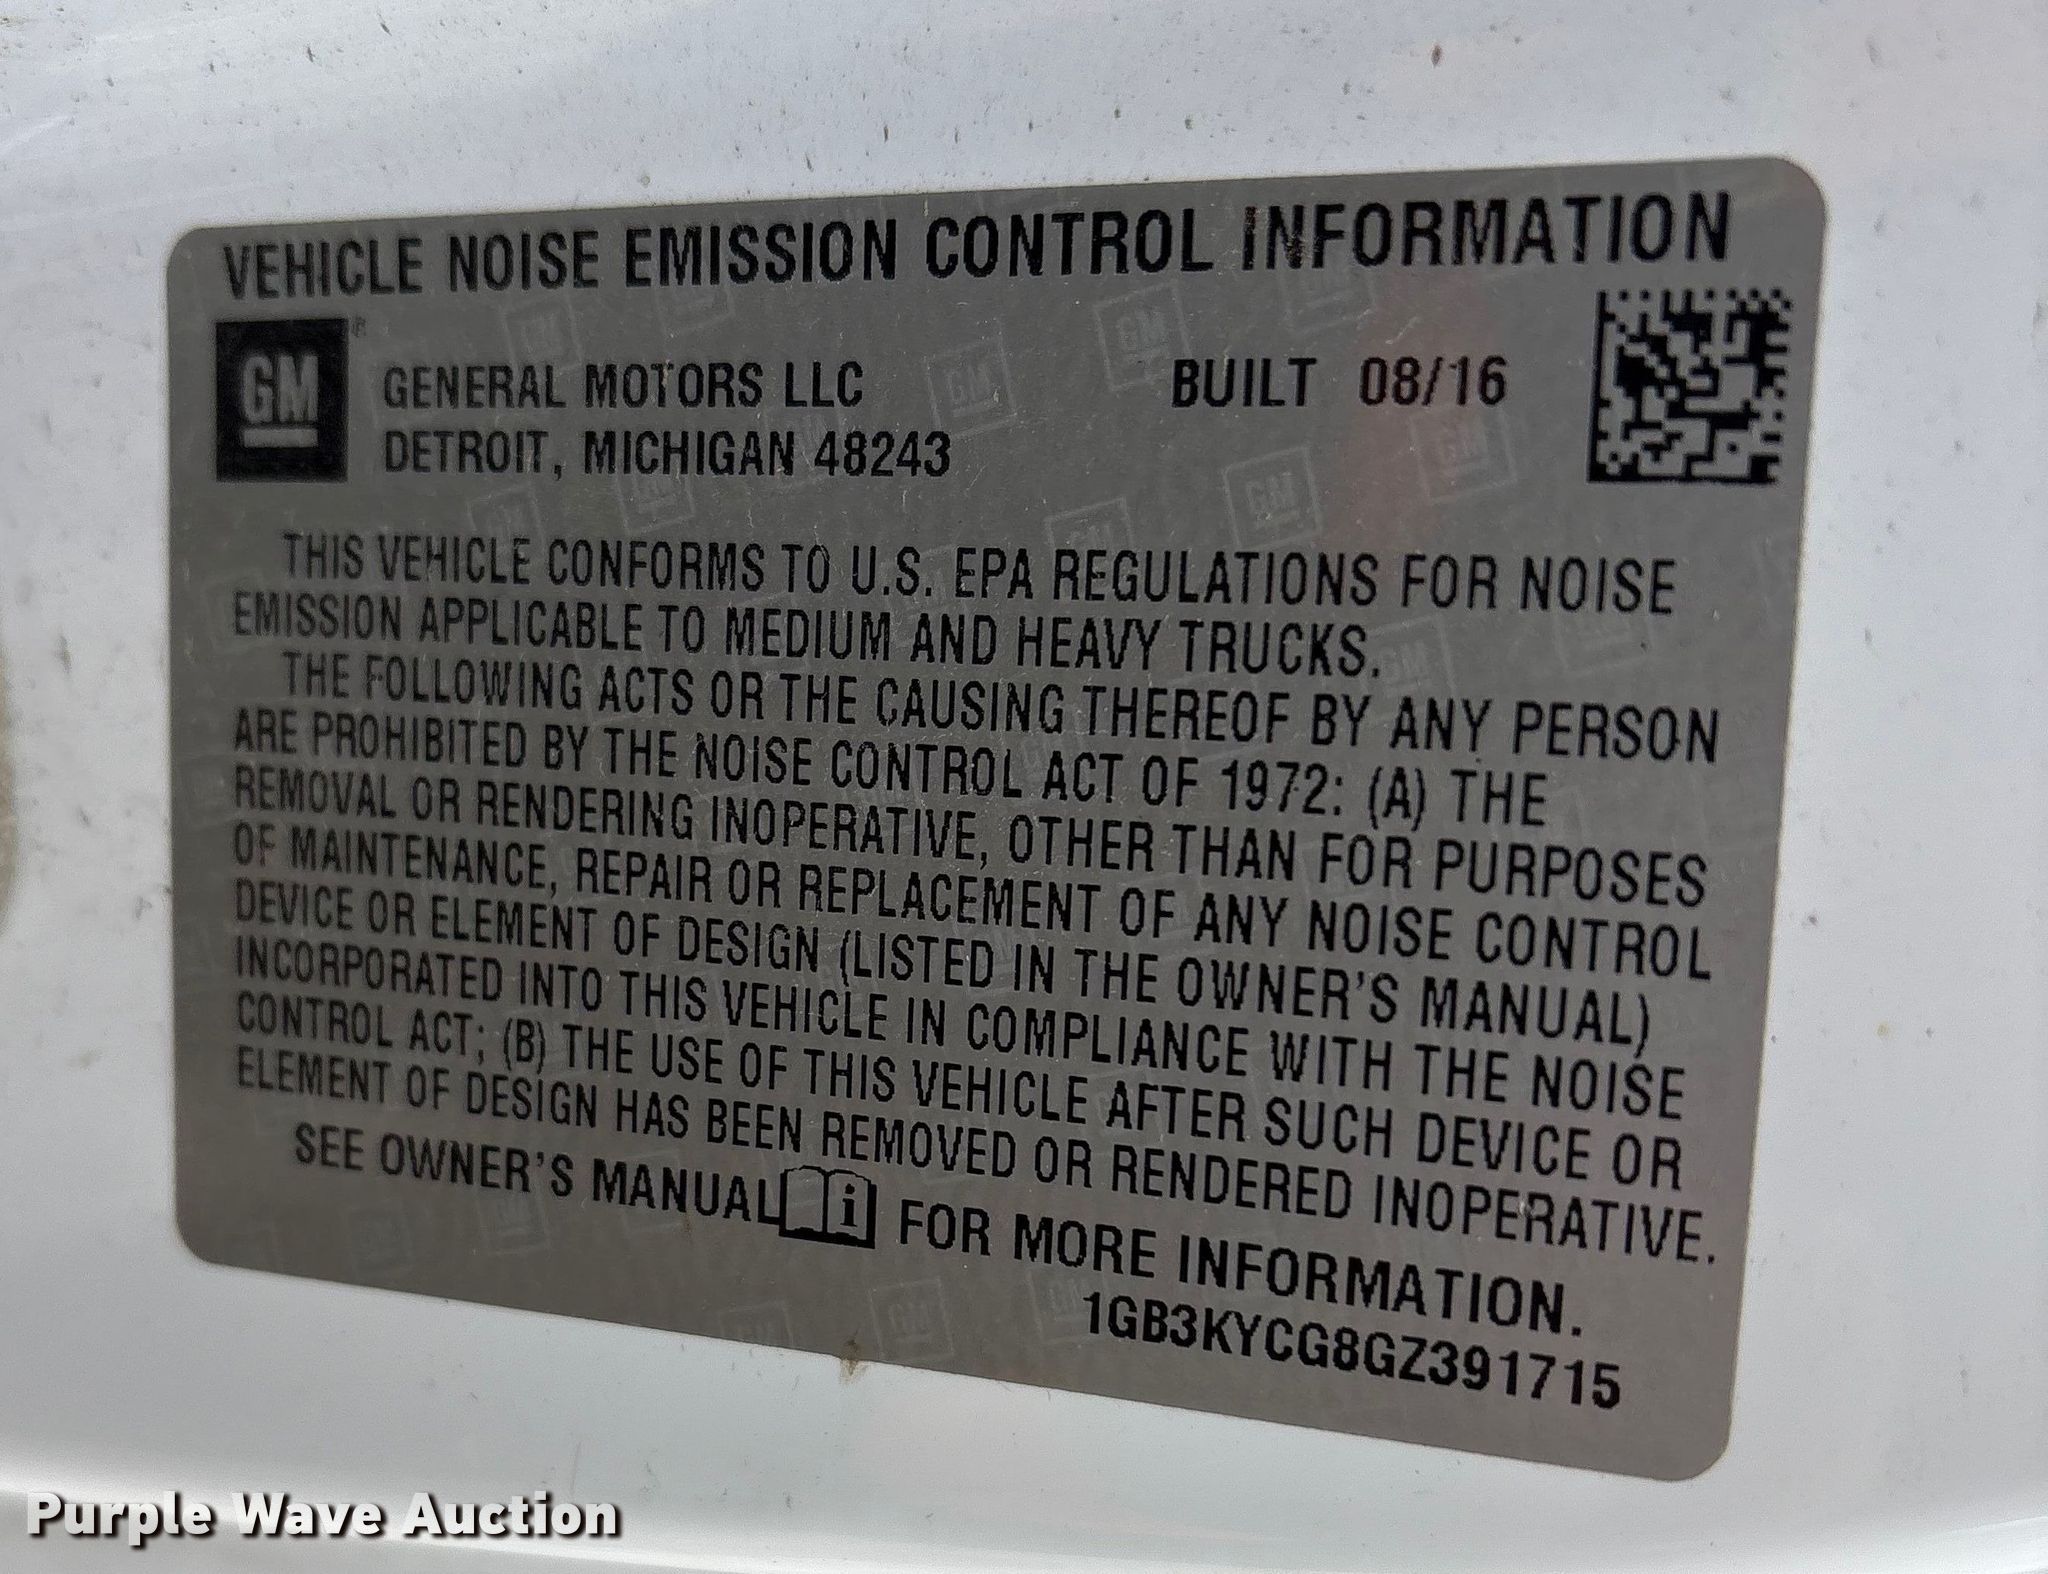 VEHICLE NOISE EMISSION CONTROL INFORMATION
GM
GENERAL MOTORS LLC
BUILT 08/16
DETROIT, MICHIGAN 48243
THIS VEHICLE CONFORMS TO U.S. EPA REGULATIONS FOR NOISE
EMISSION APPLICABLE TO MEDIUM AND HEAVY TRUCKS.
THE FOLLOWING ACTS OR THE CAUSING THEREOF BY ANY PERSON
ARE PROHIBITED BY THE NOISE CONTROL ACT OF 1972: (A) THE
REMOVAL OR RENDERING INOPERATIVE, OTHER THAN FOR PURPOSES
OF MAINTENANCE, REPAIR OR REPLACEMENT OF ANY NOISE CONTROL
DEVICE OR ELEMENT OF DESIGN (LISTED IN THE OWNER'S MANUAL)
INCORPORATED INTO THIS VEHICLE IN COMPLIANCE WITH THE NOISE
CONTROL ACT; (B) THE USE OF THIS VEHICLE AFTER SUCH DEVICE OR
ELEMENT OF DESIGN HAS BEEN REMOVED OR RENDERED INOPERATIVE.
SEE OWNER'S MANUAL i FOR MORE INFORMATION.
1GB3KYCG8GZ391715
Purple Wave Auction